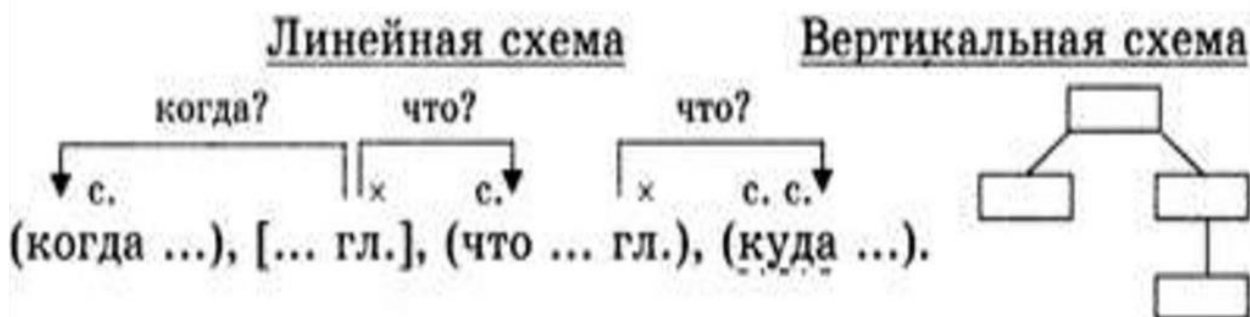 Линейная схема Вертикальная схема
когда? что? что?
с. × с. × с. с.
(когда ...), [... гл.], (что ... гл.), (куда ...).